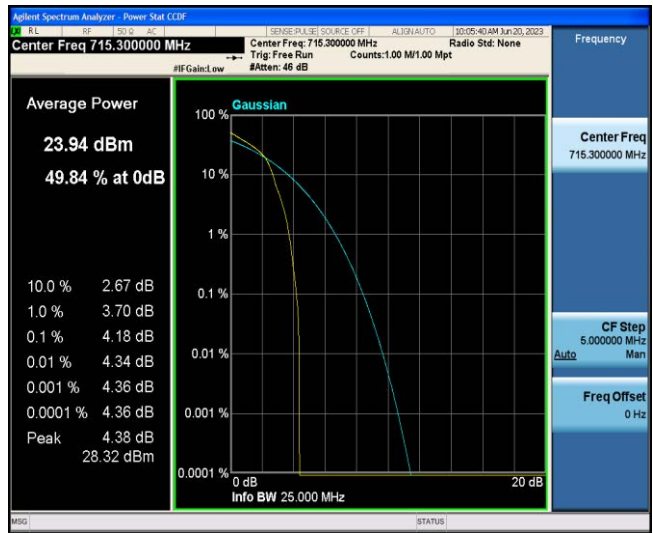 Agilent Spectrum Analyzer - Power Stat CCDF
RL RF 50 Ω AC SENSE:PULSE SOURCE OFF ALIGN AUTO 10:05:40 AM Jun 20, 2023
Center Freq 715.300000 MHz
Center Freq: 715.300000 MHz Radio Std: None
Trig: Free Run Counts:1.00 M/1.00 Mpt
#IFGain:Low #Atten: 46 dB
Frequency
Average Power
23.94 dBm
49.84 % at 0dB
10.0 % 2.67 dB
1.0 % 3.70 dB
0.1 % 4.18 dB
0.01 % 4.34 dB
0.001 % 4.36 dB
0.0001 % 4.36 dB
Peak 4.38 dB
28.32 dBm
Gaussian
100 %
10 %
1 %
0.1 %
0.01 %
0.001 %
0.0001 %
0 dB 20 dB
Info BW 25.000 MHz
Center Freq
715.300000 MHz
CF Step
5.000000 MHz
Auto Man
Freq Offset
0 Hz
MSG STATUS